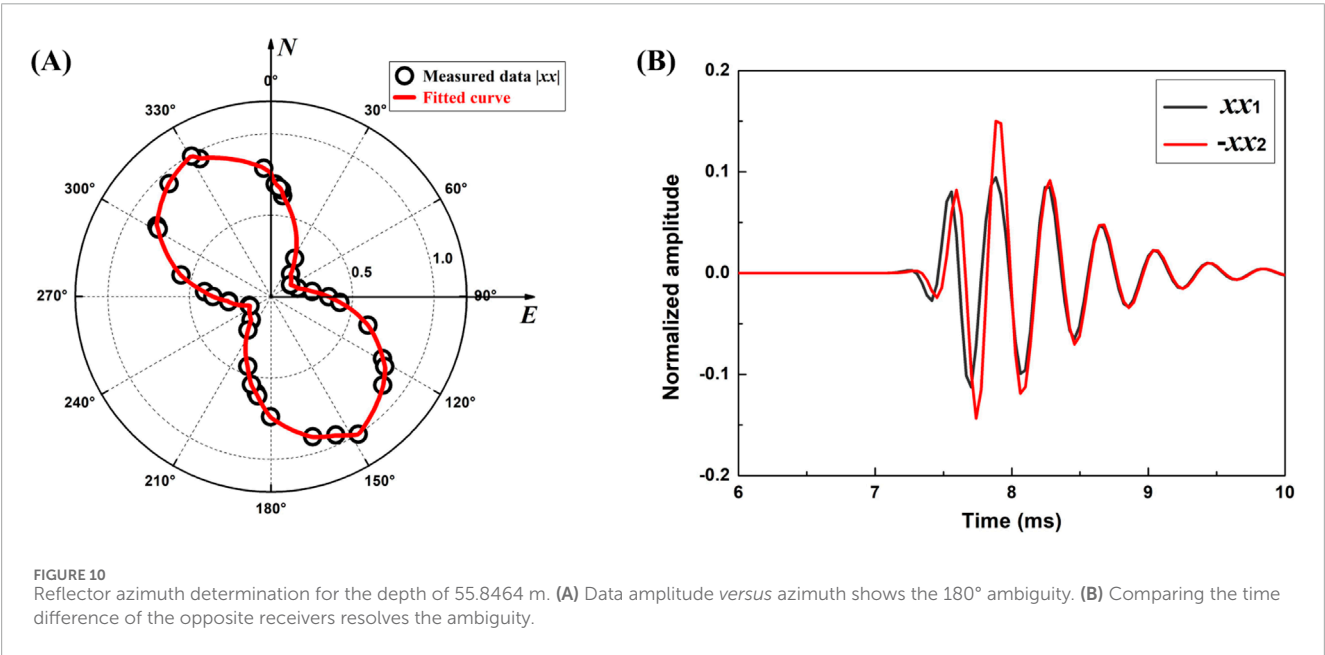 (A)
N
Measured data |xx|
Fitted curve
0°
330°
30°
300°
60°
0.5
1.0
270°
90°
E
240°
120°
210°
150°
180°
(B)
0.2
xx1
-xx2
0.1
0.0
-0.1
-0.2
Normalized amplitude
6
7
8
9
10
Time (ms)
FIGURE 10
Reflector azimuth determination for the depth of 55.8464 m. (A) Data amplitude versus azimuth shows the 180° ambiguity. (B) Comparing the time
difference of the opposite receivers resolves the ambiguity.